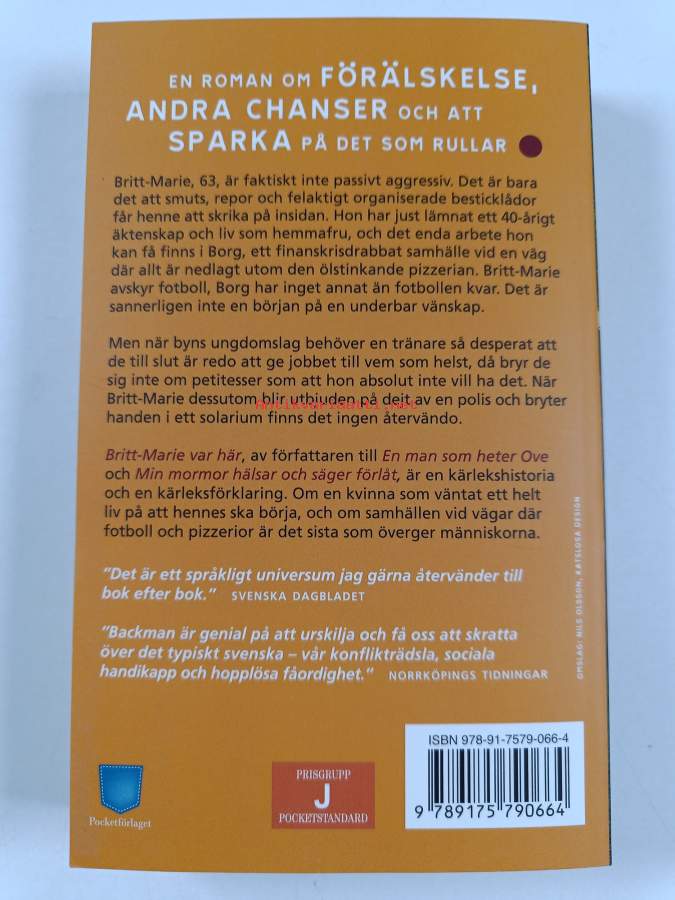 EN ROMAN OM FÖRÄLSKELSE,
ANDRA CHANSER OCH ATT
SPARKA PÅ DET SOM RULLAR
Britt-Marie, 63, är faktiskt inte passivt aggressiv. Det är bara
det att smuts, repor och felaktigt organiserade besticklådor
får henne att skrika på insidan. Hon har just lämnat ett 40-årigt
äktenskap och liv som hemmafru, och det enda arbete hon
kan få finns i Borg, ett finanskrisdrabbat samhälle vid en väg
där allt är nedlagt utom den ölstinkande pizzerian. Britt-Marie
avskyr fotboll, Borg har inget annat än fotbollen kvar. Det är
sannerligen inte en början på en underbar vänskap.
Men när byns ungdomslag behöver en tränare så desperat att
de till slut är redo att ge jobbet till vem som helst, då bryr de
sig inte om petitesser som att hon absolut inte vill ha det. När
Britt-Marie dessutom blir utbjuden på dejt av en polis och bryter
Antikvariaatti.net
handen i ett solarium finns det ingen återvändo.
Britt-Marie var här, av författaren till En man som heter Ove
och Min mormor hälsar och säger förlåt, är en kärlekshistoria
och en kärleksförklaring. Om en kvinna som väntat ett helt
liv på att hennes ska börja, och om samhällen vid vägar där
fotboll och pizzerior är det sista som överger människorna.
"Det är ett språkligt universum jag gärna återvänder till
bok efter bok." SVENSKA DAGBLADET
"Backman är genial på att urskilja och få oss att skratta
över det typiskt svenska – vår konflikträdsla, sociala
handikapp och hopplösa fåordighet." NORRKÖPINGS TIDNINGAR
OMSLAG: NILS OLSSON, KATSLÖSA DESIGN
ISBN 978-91-7579-066-4
9 789175 790664
Pocketförlaget
PRISGRUPP
J
POCKETSTANDARD